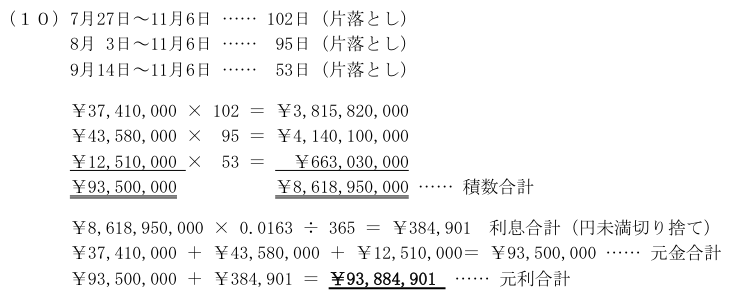 （１０）7月27日～11月6日 …… 102日（片落とし）
8月 3日～11月6日 …… 95日（片落とし）
9月14日～11月6日 …… 53日（片落とし）
￥37,410,000 × 102 ＝ ￥3,815,820,000
￥43,580,000 × 95 ＝ ￥4,140,100,000
￥12,510,000 × 53 ＝ ￥663,030,000
￥93,500,000 ￥8,618,950,000 …… 積数合計
￥8,618,950,000 × 0.0163 ÷ 365 ＝ ￥384,901 利息合計（円未満切り捨て）
￥37,410,000 ＋ ￥43,580,000 ＋ ￥12,510,000＝ ￥93,500,000 …… 元金合計
￥93,500,000 ＋ ￥384,901 ＝ ￥93,884,901 …… 元利合計